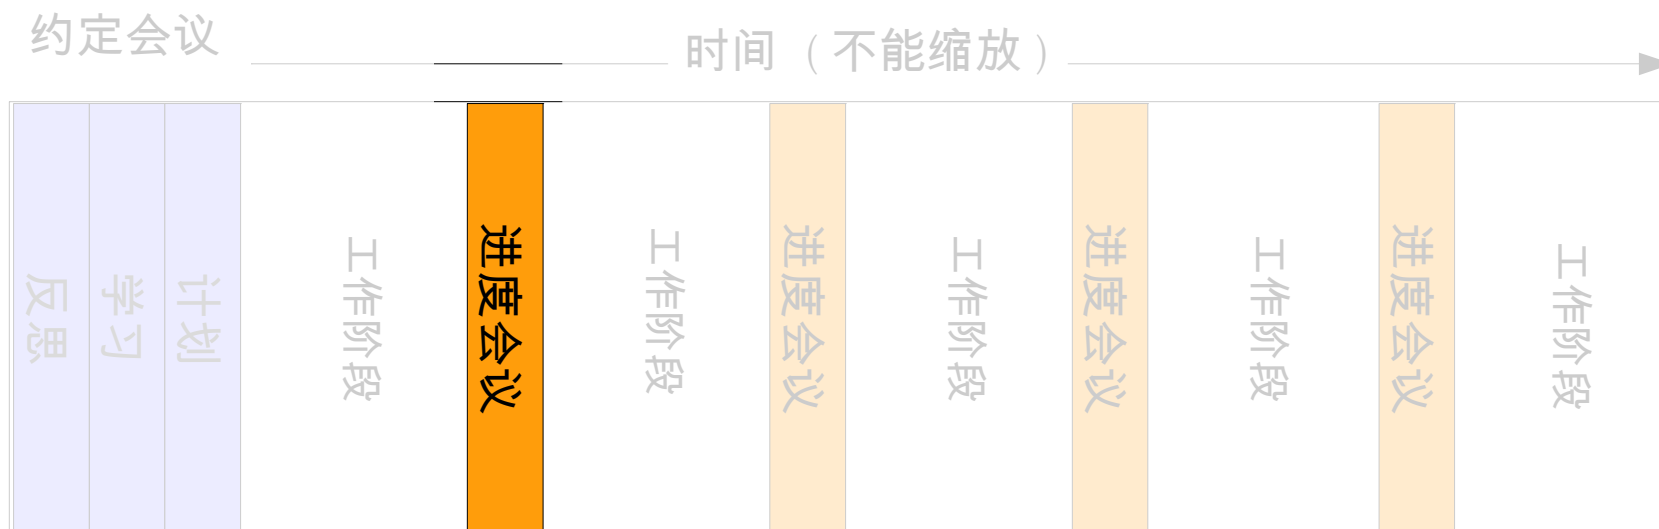 约定会议
时间 （不能缩放）
反思
学习
计划
工作阶段
进度会议
工作阶段
进度会议
工作阶段
进度会议
工作阶段
进度会议
工作阶段